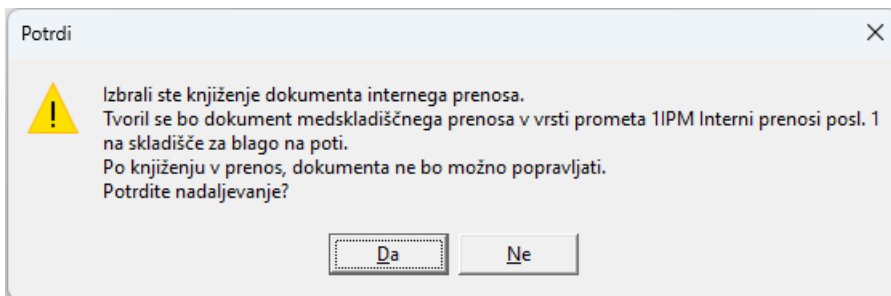 Potrdi
Izbrali ste knjiženje dokumenta internega prenosa.
Tvoril se bo dokument medskladiščnega prenosa v vrsti prometa 1IPM Interni prenosi posl. 1
na skladišče za blago na poti.
Po knjiženju v prenos, dokumenta ne bo možno popravljati.
Potrdite nadaljevanje?
Da
Ne